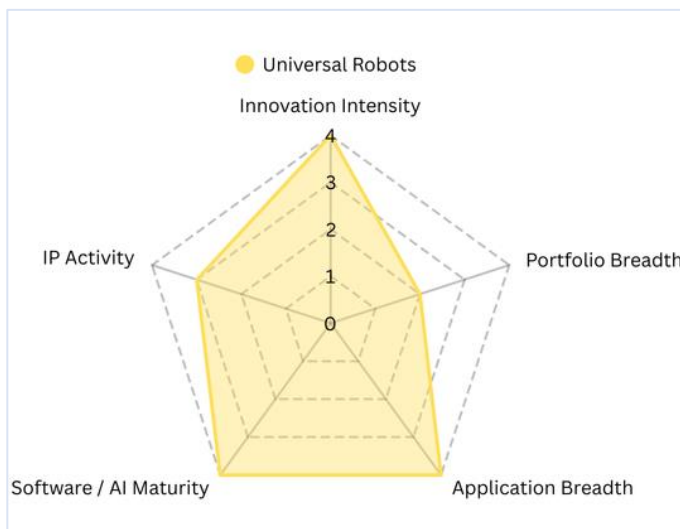 Universal Robots
Innovation Intensity
4
3
2
1
0
IP Activity
Portfolio Breadth
Software / AI Maturity
Application Breadth